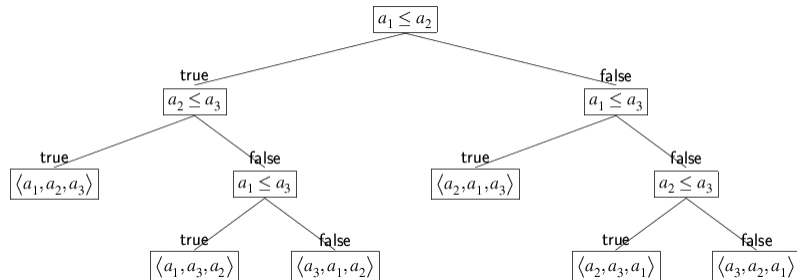 a₁ ≤ a₂
true false
a₂ ≤ a₃ a₁ ≤ a₃
true false true false
⟨a₁,a₂,a₃⟩ a₁ ≤ a₃ ⟨a₂,a₁,a₃⟩ a₂ ≤ a₃
true false true false
⟨a₁,a₃,a₂⟩ ⟨a₃,a₁,a₂⟩ ⟨a₂,a₃,a₁⟩ ⟨a₃,a₂,a₁⟩